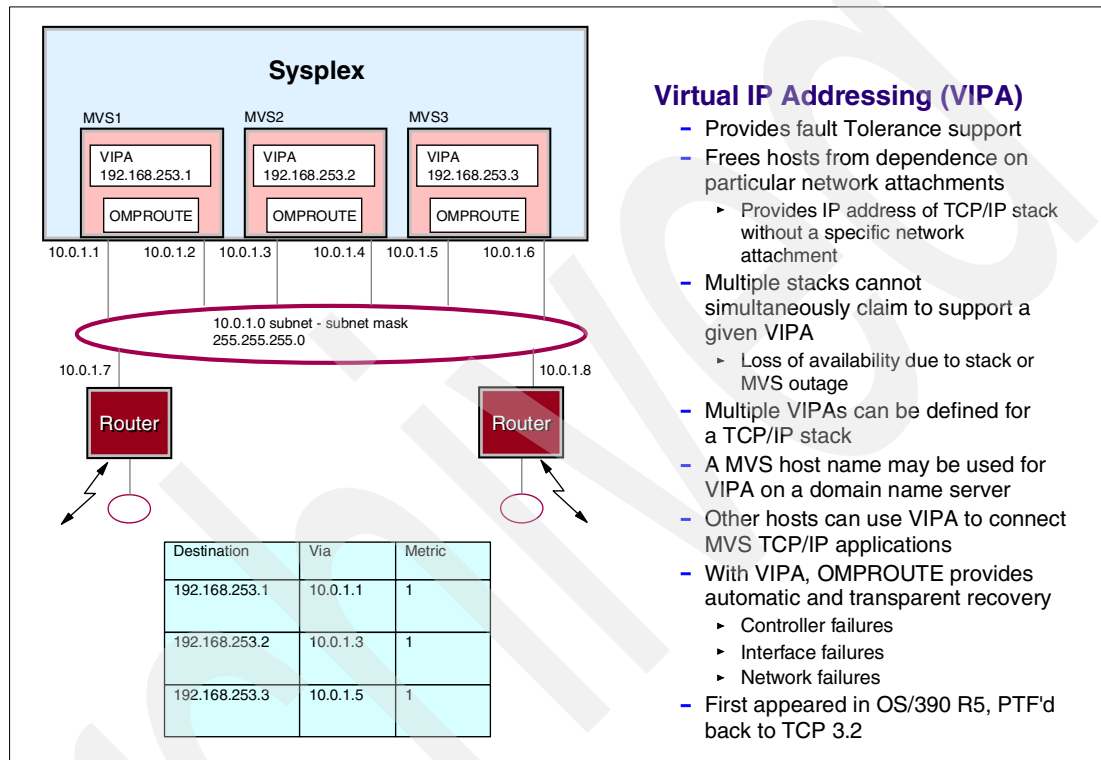 Sysplex
MVS1
MVS2
MVS3
VIPA
192.168.253.1
VIPA
192.168.253.2
VIPA
192.168.253.3
OMPROUTE
OMPROUTE
OMPROUTE
10.0.1.1
10.0.1.2
10.0.1.3
10.0.1.4
10.0.1.5
10.0.1.6
10.0.1.0 subnet - subnet mask
255.255.255.0
10.0.1.7
10.0.1.8
Router
Router
Destination Via Metric
192.168.253.1 10.0.1.1 1
192.168.253.2 10.0.1.3 1
192.168.253.3 10.0.1.5 1
Virtual IP Addressing (VIPA)
– Provides fault Tolerance support
– Frees hosts from dependence on
particular network attachments
► Provides IP address of TCP/IP stack
without a specific network
attachment
– Multiple stacks cannot
simultaneously claim to support a
given VIPA
► Loss of availability due to stack or
MVS outage
– Multiple VIPAs can be defined for
a TCP/IP stack
– A MVS host name may be used for
VIPA on a domain name server
– Other hosts can use VIPA to connect
MVS TCP/IP applications
– With VIPA, OMPROUTE provides
automatic and transparent recovery
► Controller failures
► Interface failures
► Network failures
– First appeared in OS/390 R5, PTF'd
back to TCP 3.2